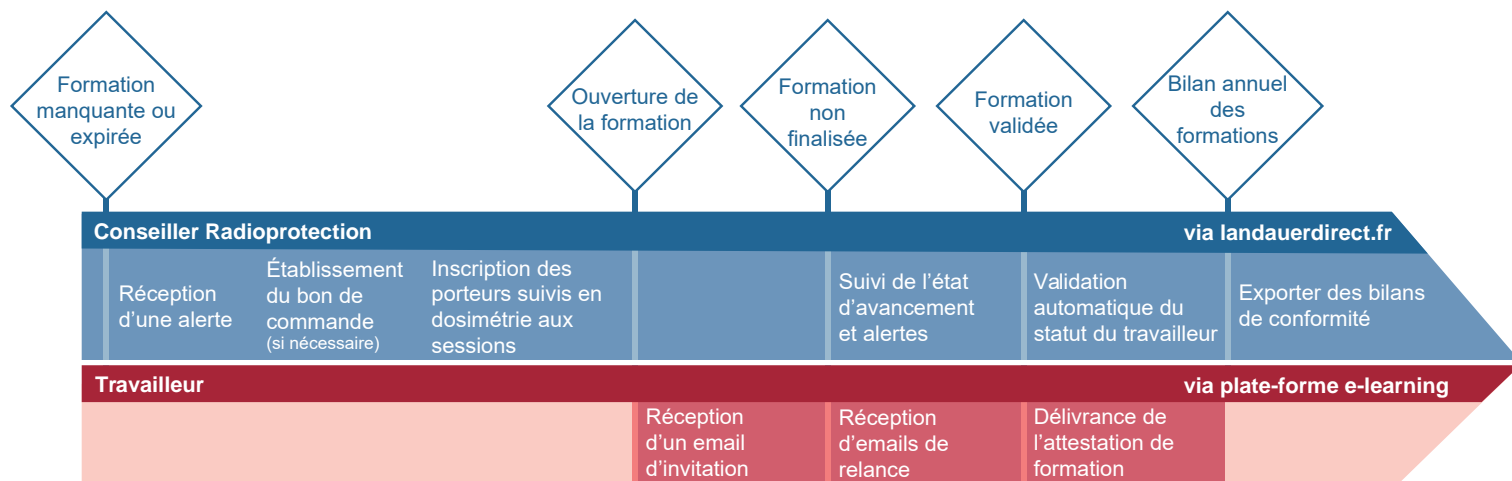 Formation
manquante ou
expirée
Ouverture de
la formation
Formation
non
finalisée
Formation
validée
Bilan annuel
des
formations
Conseiller Radioprotection
via landauerdirect.fr
Réception
d’une alerte
Établissement
du bon de
commande
(si nécessaire)
Inscription des
porteurs suivis en
dosimétrie aux
sessions
Suivi de l’état
d’avancement
et alertes
Validation
automatique du
statut du travailleur
Exporter des bilans
de conformité
Travailleur
via plate-forme e-learning
Réception
d’un email
d’invitation
Réception
d’emails de
relance
Délivrance de
l’attestation de
formation